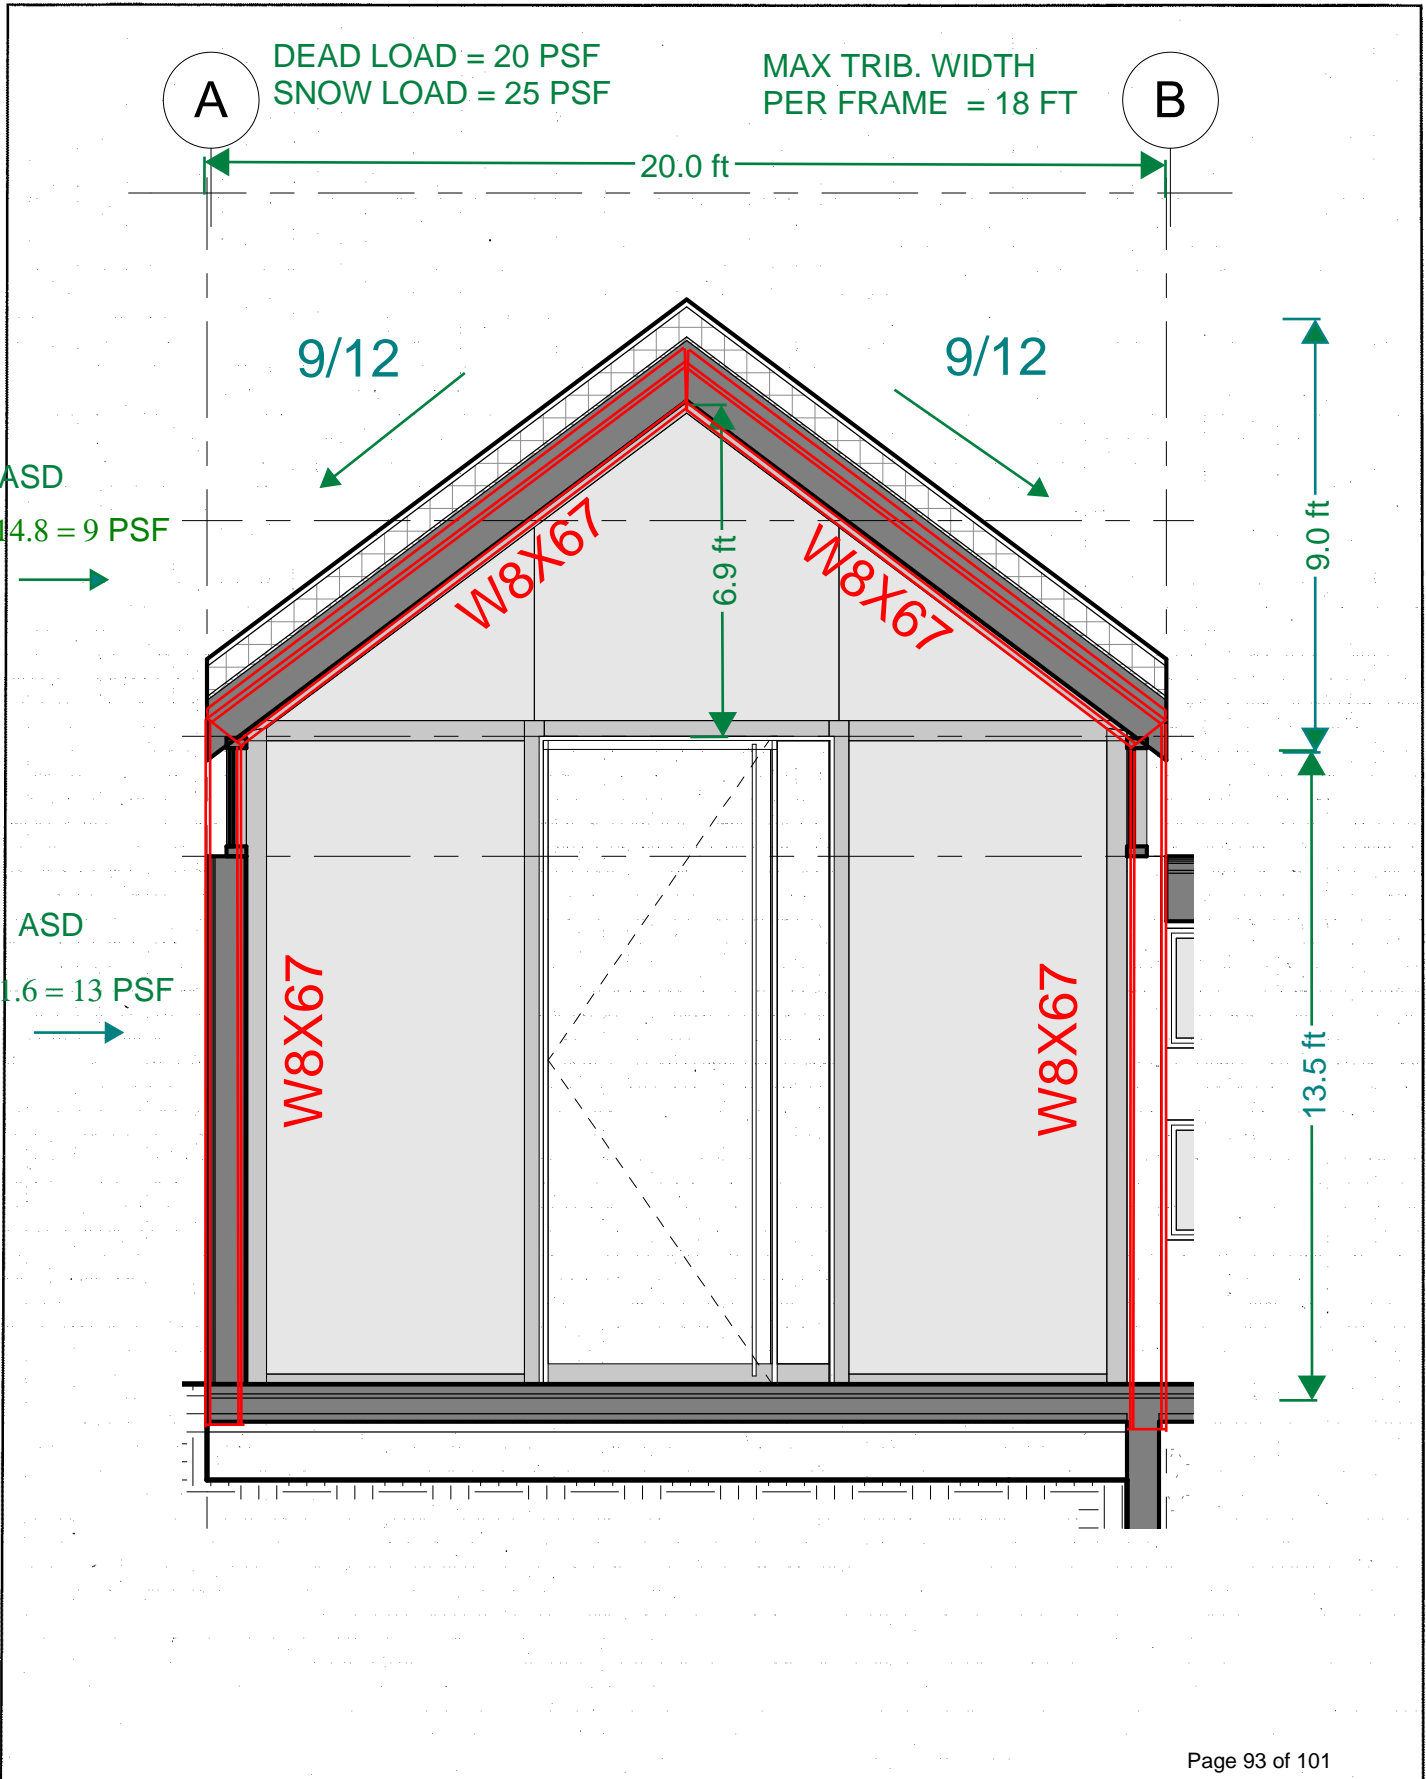 A
DEAD LOAD = 20 PSF
SNOW LOAD = 25 PSF
MAX TRIB. WIDTH
PER FRAME = 18 FT
B
20.0 ft
9/12
9/12
ASD
14.8 = 9 PSF
W8X67
W8X67
6.9 ft
9.0 ft
ASD
1.6 = 13 PSF
W8X67
W8X67
13.5 ft
Page 93 of 101